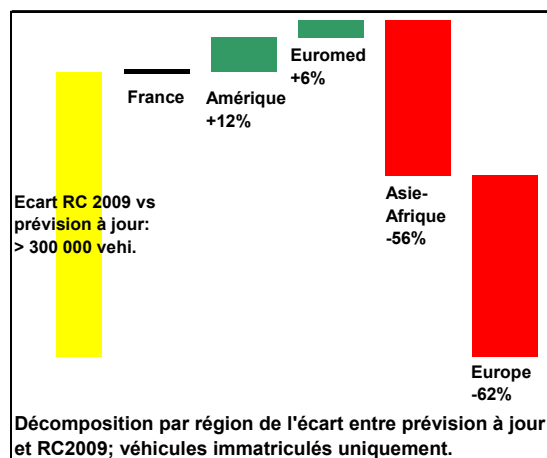 Euromed
+6%
France
Amérique
+12%
Ecart RC 2009 vs
prévision à jour:
> 300 000 vehi.
Asie-
Afrique
-56%
Europe
-62%
Décomposition par région de l'écart entre prévision à jour
et RC2009; véhicules immatriculés uniquement.